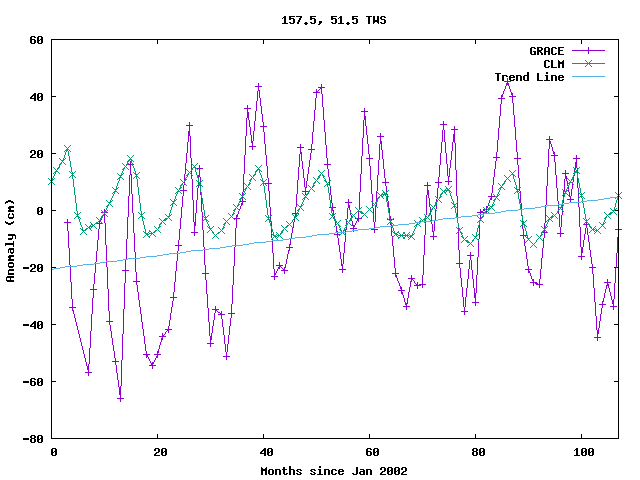 157.5, 51.5 TWS
GRACE
CLM
Trend Line
60
40
20
0
-20
-40
-60
-80
Anomaly (cm)
0 20 40 60 80 100
Months since Jan 2002